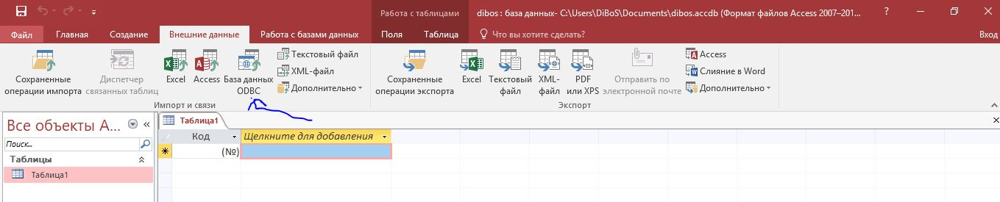 Работа с таблицами
dibos : база данных- C:\Users\DiBoS\Documents\dibos.accdb (Формат файлов Access 2007–201...
Файл Главная Создание Внешние данные Работа с базами данных Поля Таблица Что вы хотите сделать? Вход
Сохраненные операции импорта
Диспетчер связанных таблиц
Excel
Access
База данных ODBC
Текстовый файл
XML-файл
Дополнительно
Импорт и связи
Сохраненные операции экспорта
Excel
Текстовый файл
XML-файл
PDF или XPS
Отправить по электронной почте
Access
Слияние в Word
Дополнительно
Экспорт
Все объекты A...
Поиск...
Таблицы
Таблица1
Таблица1
Код Щелкните для добавления
(№)